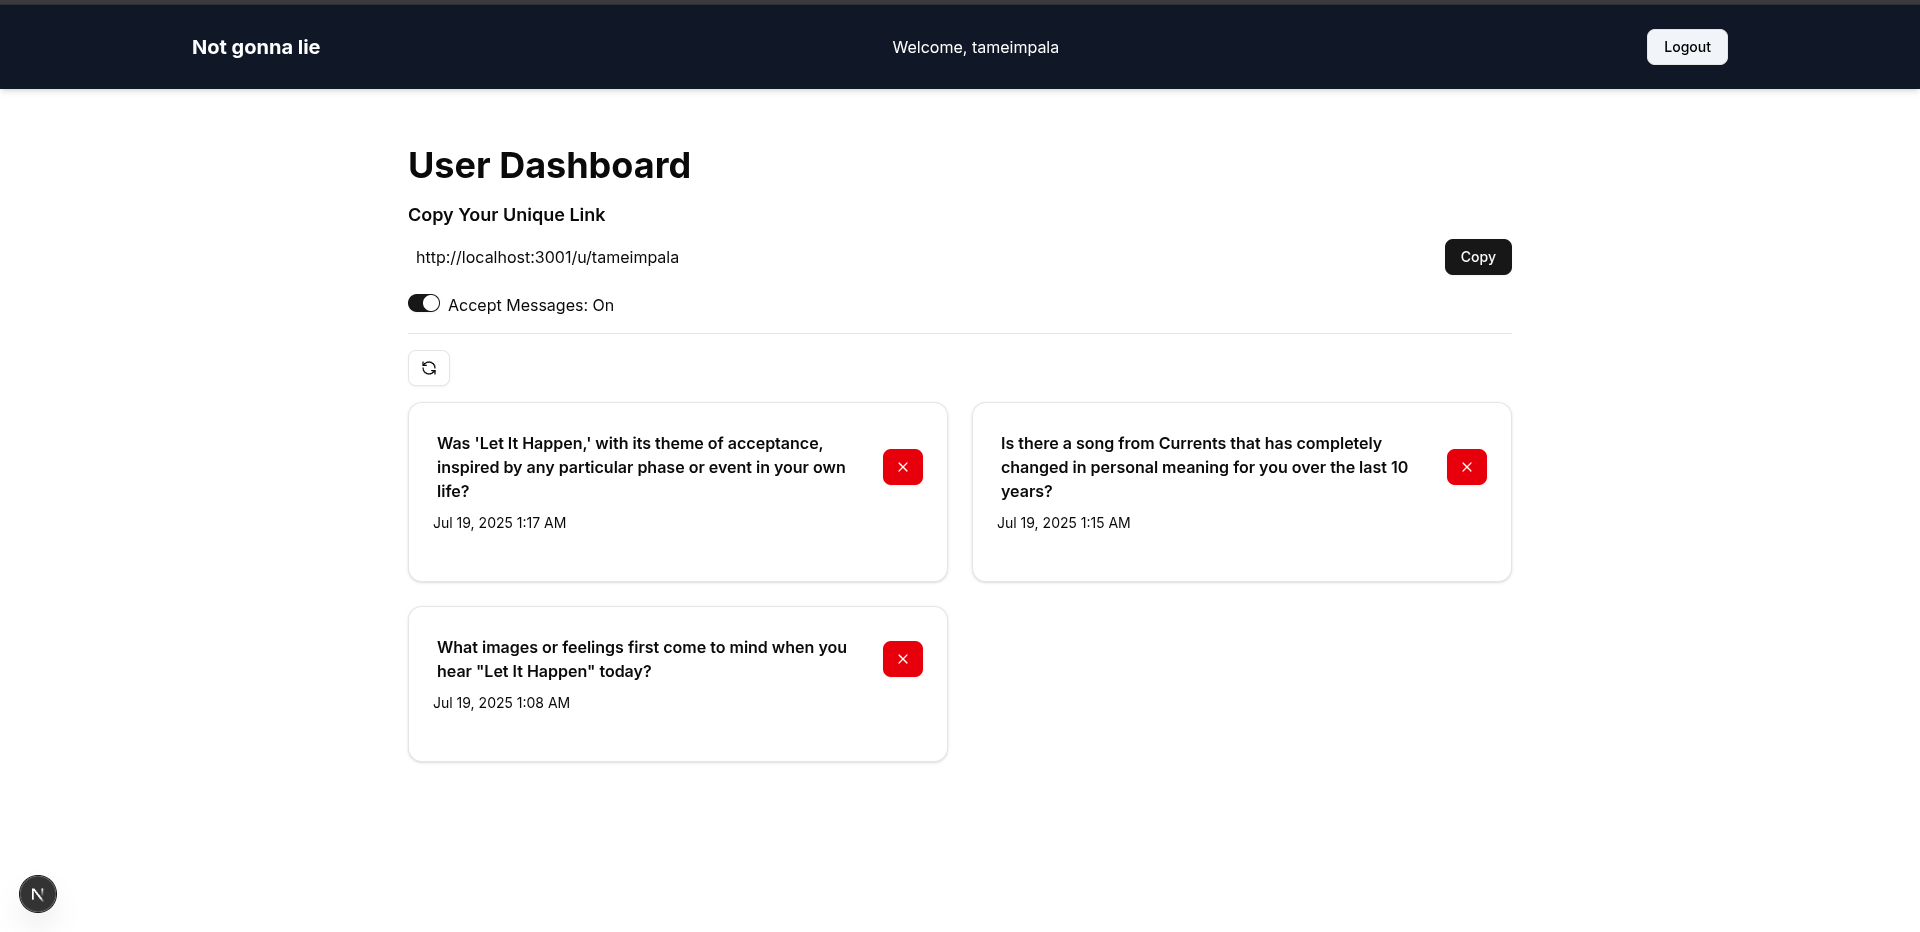 Not gonna lie
Welcome, tameimpala
Logout
User Dashboard
Copy Your Unique Link
http://localhost:3001/u/tameimpala
Copy
Accept Messages: On
Was 'Let It Happen,' with its theme of acceptance,
inspired by any particular phase or event in your own
life?
Jul 19, 2025 1:17 AM
Is there a song from Currents that has completely
changed in personal meaning for you over the last 10
years?
Jul 19, 2025 1:15 AM
What images or feelings first come to mind when you
hear "Let It Happen" today?
Jul 19, 2025 1:08 AM
N